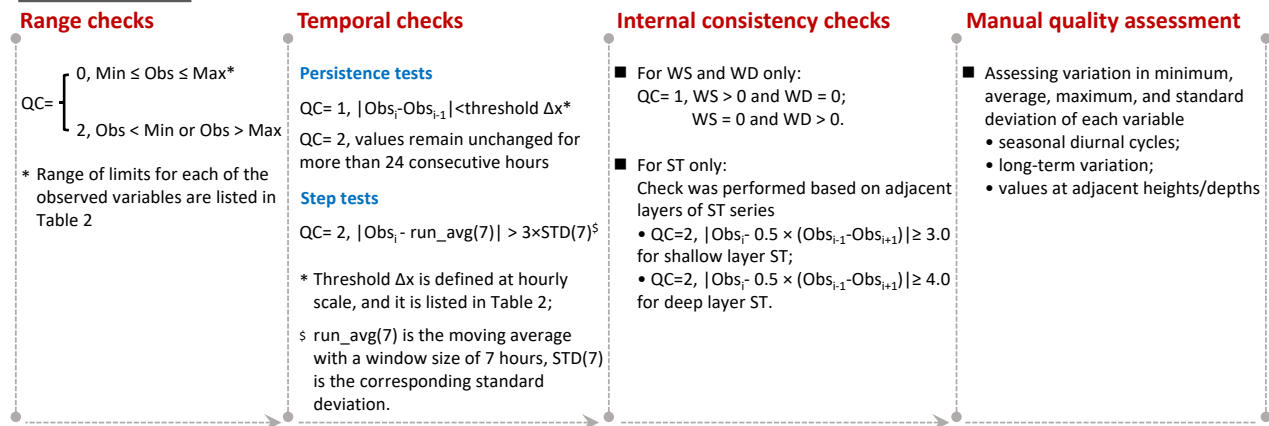 Range checks
QC=
0, Min ≤ Obs ≤ Max*
2, Obs < Min or Obs > Max
* Range of limits for each of the
observed variables are listed in
Table 2
Temporal checks
Persistence tests
QC= 1, |Obsᵢ-Obsᵢ₋₁|<threshold Δx*
QC= 2, values remain unchanged for
more than 24 consecutive hours
Step tests
QC= 2, |Obsᵢ - run_avg(7)| > 3×STD(7)$
* Threshold Δx is defined at hourly
scale, and it is listed in Table 2;
$ run_avg(7) is the moving average
with a window size of 7 hours, STD(7)
is the corresponding standard
deviation.
Internal consistency checks
■ For WS and WD only:
QC= 1, WS > 0 and WD = 0;
WS = 0 and WD > 0.
■ For ST only:
Check was performed based on adjacent
layers of ST series
• QC=2, |Obsᵢ- 0.5 × (Obsᵢ₋₁-Obsᵢ₊₁)|≥ 3.0
for shallow layer ST;
• QC=2, |Obsᵢ- 0.5 × (Obsᵢ₋₁-Obsᵢ₊₁)|≥ 4.0
for deep layer ST.
Manual quality assessment
■ Assessing variation in minimum,
average, maximum, and standard
deviation of each variable
• seasonal diurnal cycles;
• long-term variation;
• values at adjacent heights/depths